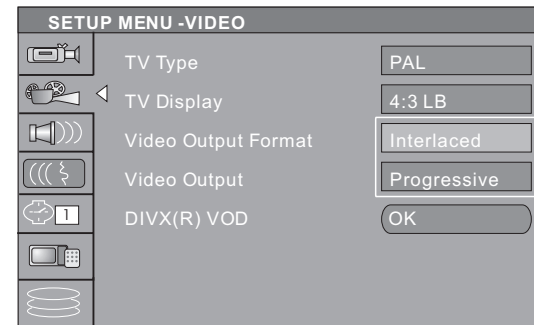 SETUP MENU -VIDEO
TV Type PAL
TV Display 4:3 LB
Video Output Format Interlaced
Video Output Progressive
DIVX(R) VOD OK
1